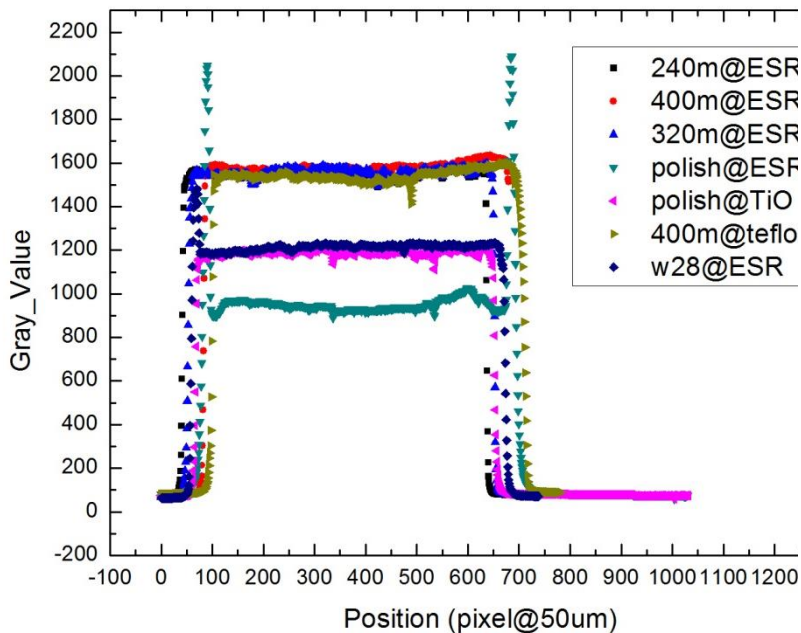 2200
2000
1800
1600
1400
1200
1000
800
600
400
200
0
-200
Gray_Value
240m@ESR
400m@ESR
320m@ESR
polish@ESR
polish@TiO
400m@teflo
w28@ESR
-100 0 100 200 300 400 500 600 700 800 900 1000 1100 1200
Position (pixel@50um)